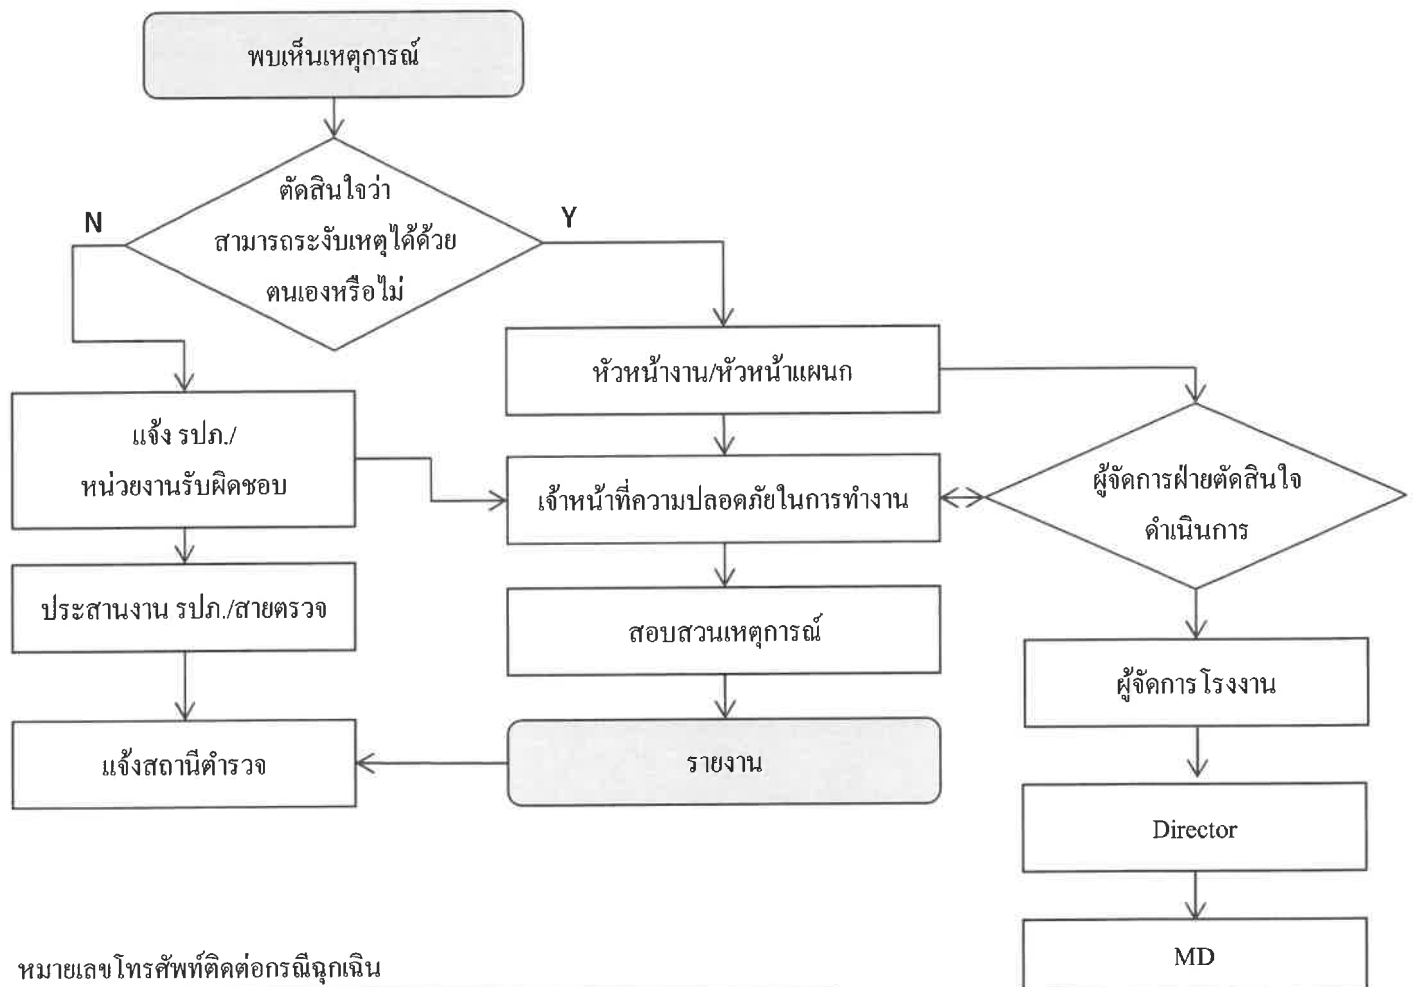 พบเห็นเหตุการณ์
ตัดสินใจว่า
สามารถระงับเหตุได้ด้วย
ตนเองหรือไม่
N
Y
หัวหน้างาน/หัวหน้าแผนก
แจ้ง รปภ./
หน่วยงานรับผิดชอบ
เจ้าหน้าที่ความปลอดภัยในการทำงาน
ผู้จัดการฝ่ายตัดสินใจ
ดำเนินการ
ประสานงาน รปภ./สายตรวจ
สอบสวนเหตุการณ์
ผู้จัดการโรงงาน
แจ้งสถานีตำรวจ
รายงาน
Director
MD
หมายเลขโทรศัพท์ติดต่อกรณีฉุกเฉิน